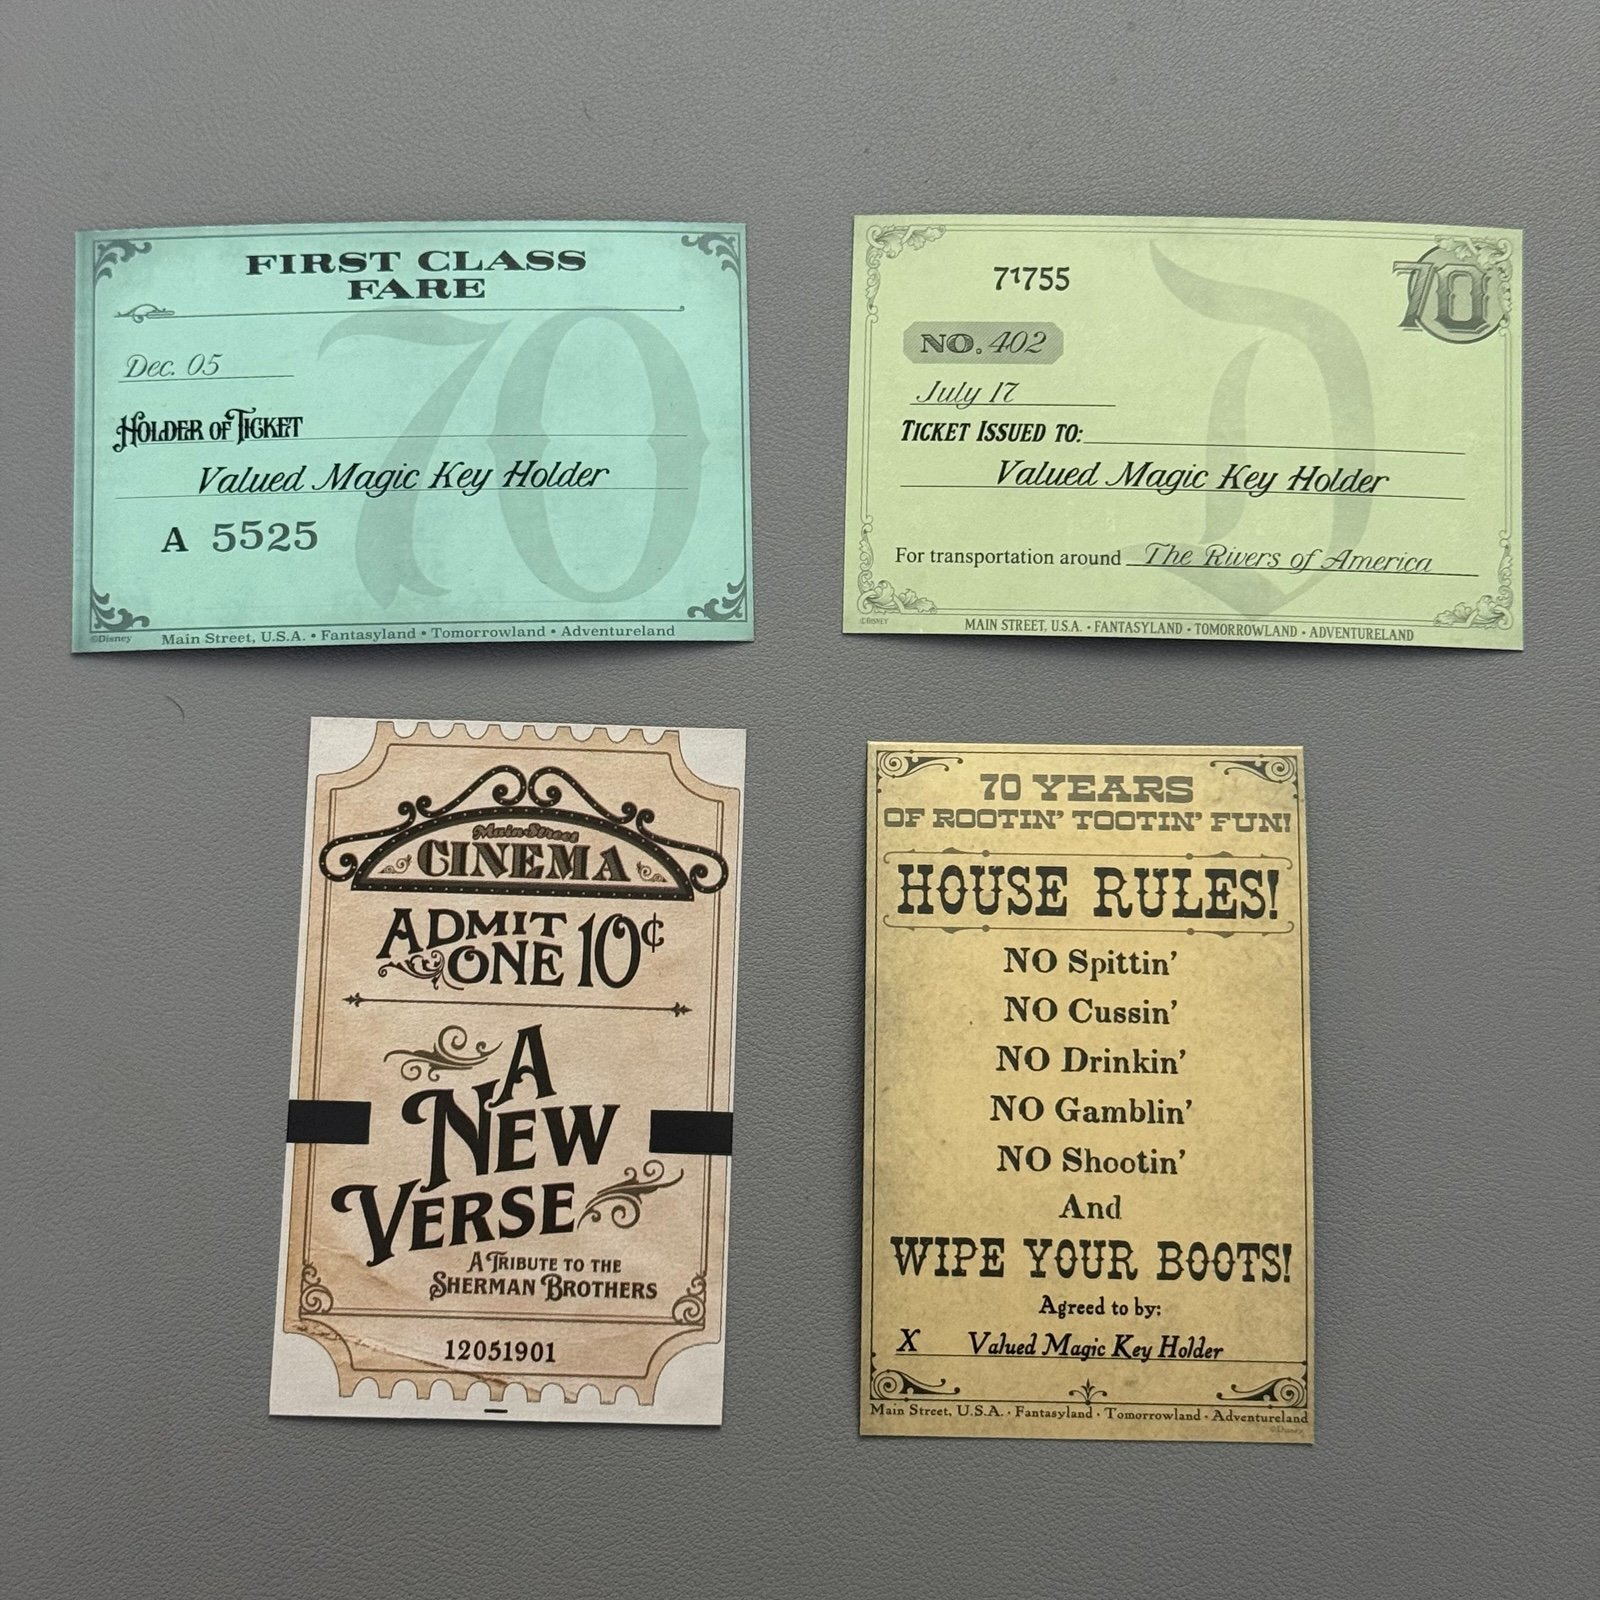 FIRST CLASS
FARE
Dec. 05
HOLDER OF TICKET
Valued Magic Key Holder
A 5525
70
©Disney
Main Street, U.S.A. • Fantasyland • Tomorrowland • Adventureland
71755
70
NO. 402
July 17
TICKET ISSUED TO:
Valued Magic Key Holder
For transportation around The Rivers of America
D
©DISNEY
MAIN STREET, U.S.A. • FANTASYLAND • TOMORROWLAND • ADVENTURELAND
Main Street
CINEMA
ADMIT
ONE 10¢
A
NEW
VERSE
A TRIBUTE TO THE
SHERMAN BROTHERS
12051901
70 YEARS
OF ROOTIN' TOOTIN' FUN!
HOUSE RULES!
NO Spittin'
NO Cussin'
NO Drinkin'
NO Gamblin'
NO Shootin'
And
WIPE YOUR BOOTS!
Agreed to by:
X Valued Magic Key Holder
Main Street, U.S.A. • Fantasyland • Tomorrowland • Adventureland
©Disney